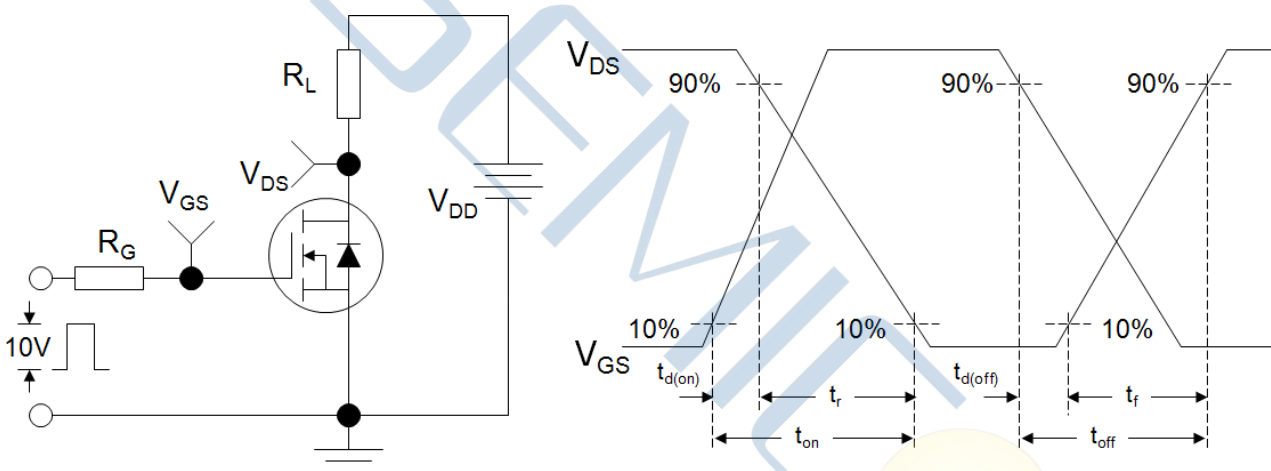 R_L
V_DS
V_GS
R_G
V_DD
10V
V_DS
90%
90%
90%
10%
10%
10%
V_GS
t_d(on)
t_r
t_d(off)
t_f
t_on
t_off
SEMIC